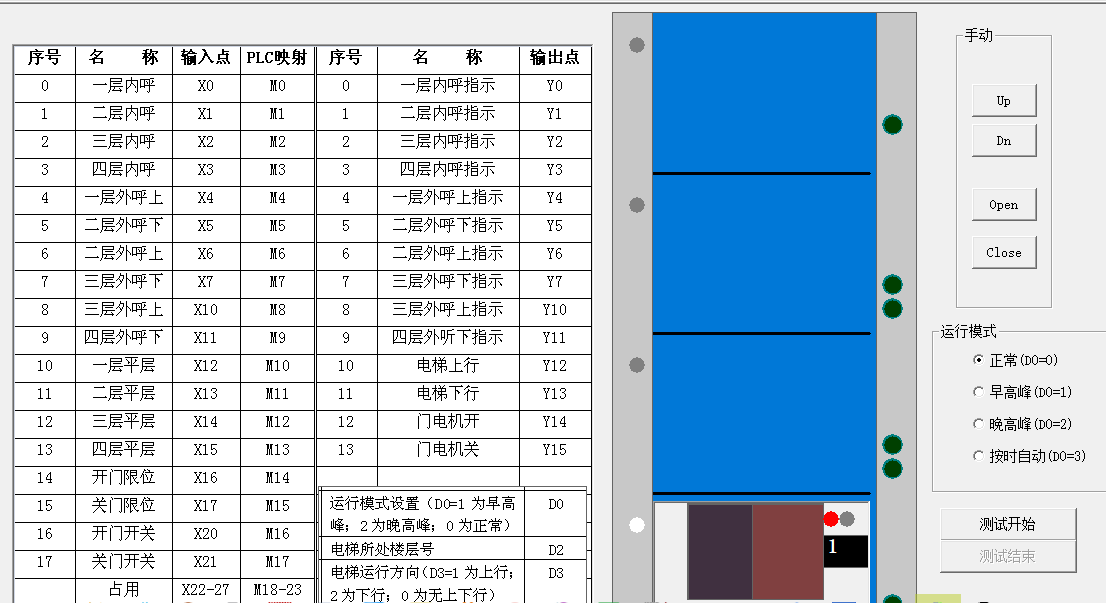 序号 名 称 输入点 PLC映射 序号 名 称 输出点
0 一层内呼 X0 M0 0 一层内呼指示 Y0
1 二层内呼 X1 M1 1 二层内呼指示 Y1
2 三层内呼 X2 M2 2 三层内呼指示 Y2
3 四层内呼 X3 M3 3 四层内呼指示 Y3
4 一层外呼上 X4 M4 4 一层外呼上指示 Y4
5 二层外呼下 X5 M5 5 二层外呼下指示 Y5
6 二层外呼上 X6 M6 6 二层外呼上指示 Y6
7 三层外呼下 X7 M7 7 三层外呼下指示 Y7
8 三层外呼上 X10 M8 8 三层外呼上指示 Y10
9 四层外呼下 X11 M9 9 四层外听下指示 Y11
10 一层平层 X12 M10 10 电梯上行 Y12
11 二层平层 X13 M11 11 电梯下行 Y13
12 三层平层 X14 M12 12 门电机开 Y14
13 四层平层 X15 M13 13 门电机关 Y15
14 开门限位 X16 M14
15 关门限位 X17 M15
16 开门开关 X20 M16
17 关门开关 X21 M17
占用 X22-27 M18-23
运行模式设置（D0=1 为早高 D0
峰；2 为晚高峰；0 为正常）
电梯所处楼层号 D2
电梯运行方向（D3=1 为上行； D3
2 为下行；0 为无上下行）
1
手动
Up
Dn
Open
Close
运行模式
正常(D0=0)
早高峰(D0=1)
晚高峰(D0=2)
按时自动(D0=3)
测试开始
测试结束